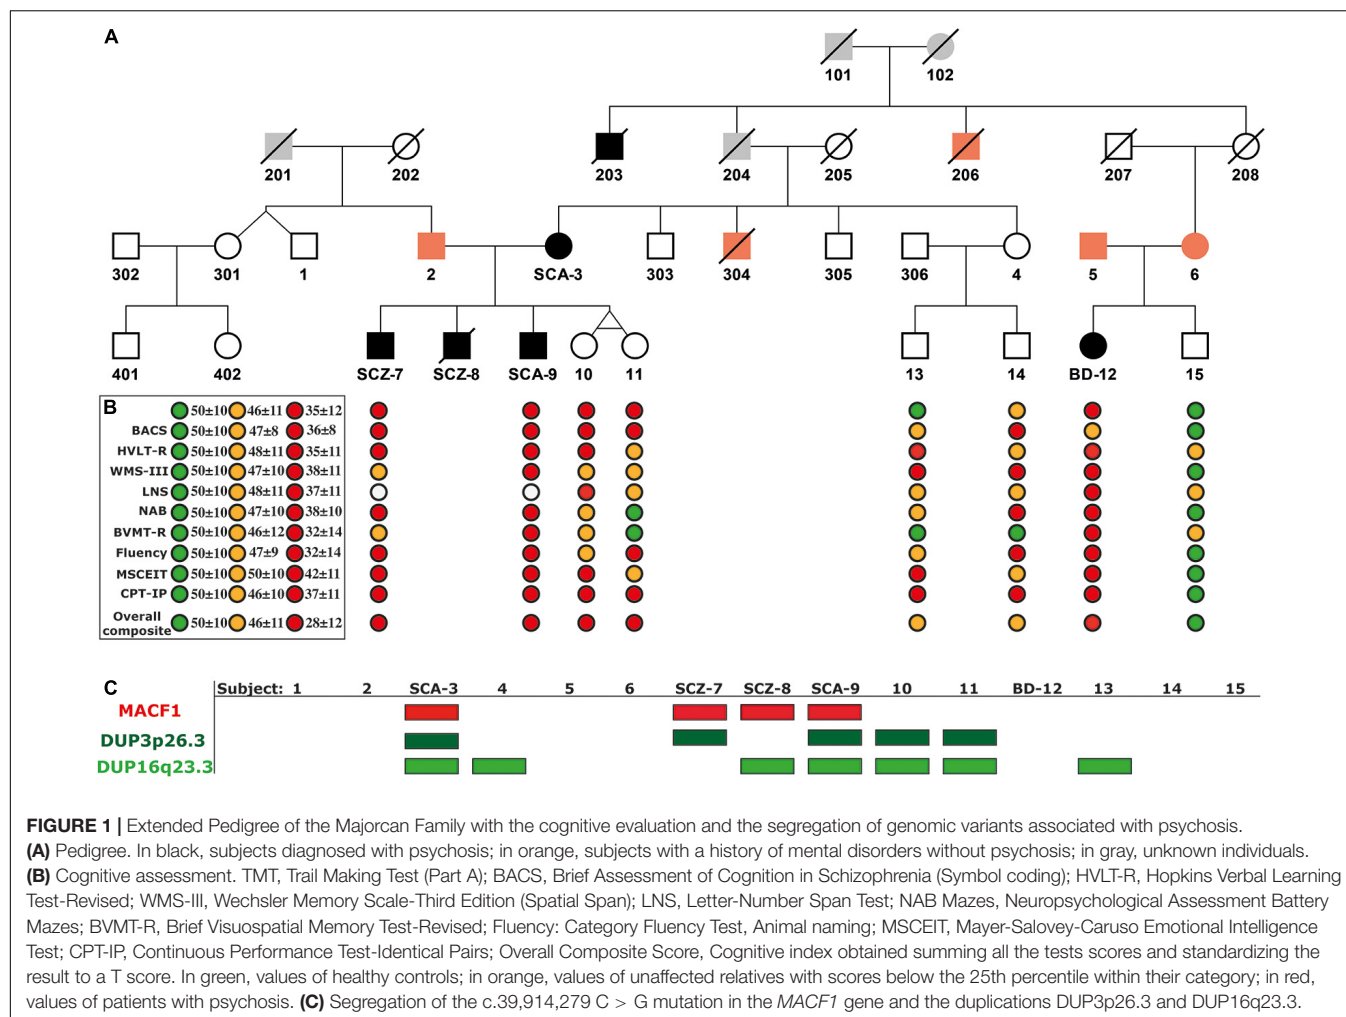 A
101 102
201 202 203 204 205 206 207 208
302 301 1 2 SCA-3 303 304 305 306 4 5 6
401 402 SCZ-7 SCZ-8 SCA-9 10 11 13 14 BD-12 15
B
50±10 46±11 35±12
BACS 50±10 47±8 36±8
HVLT-R 50±10 48±11 35±11
WMS-III 50±10 47±10 38±11
LNS 50±10 48±11 37±11
NAB 50±10 47±10 38±10
BVMT-R 50±10 46±12 32±14
Fluency 50±10 47±9 32±14
MSCEIT 50±10 50±10 42±11
CPT-IP 50±10 46±10 37±11
Overall
composite 50±10 46±11 28±12
C
Subject: 1 2 SCA-3 4 5 6 SCZ-7 SCZ-8 SCA-9 10 11 BD-12 13 14 15
MACF1
DUP3p26.3
DUP16q23.3
FIGURE 1 | Extended Pedigree of the Majorcan Family with the cognitive evaluation and the segregation of genomic variants associated with psychosis.
(A) Pedigree. In black, subjects diagnosed with psychosis; in orange, subjects with a history of mental disorders without psychosis; in gray, unknown individuals.
(B) Cognitive assessment. TMT, Trail Making Test (Part A); BACS, Brief Assessment of Cognition in Schizophrenia (Symbol coding); HVLT-R, Hopkins Verbal Learning
Test-Revised; WMS-III, Wechsler Memory Scale-Third Edition (Spatial Span); LNS, Letter-Number Span Test; NAB Mazes, Neuropsychological Assessment Battery
Mazes; BVMT-R, Brief Visuospatial Memory Test-Revised; Fluency: Category Fluency Test, Animal naming; MSCEIT, Mayer-Salovey-Caruso Emotional Intelligence
Test; CPT-IP, Continuous Performance Test-Identical Pairs; Overall Composite Score, Cognitive index obtained summing all the tests scores and standardizing the
result to a T score. In green, values of healthy controls; in orange, values of unaffected relatives with scores below the 25th percentile within their category; in red,
values of patients with psychosis. (C) Segregation of the c.39,914,279 C > G mutation in the MACF1 gene and the duplications DUP3p26.3 and DUP16q23.3.